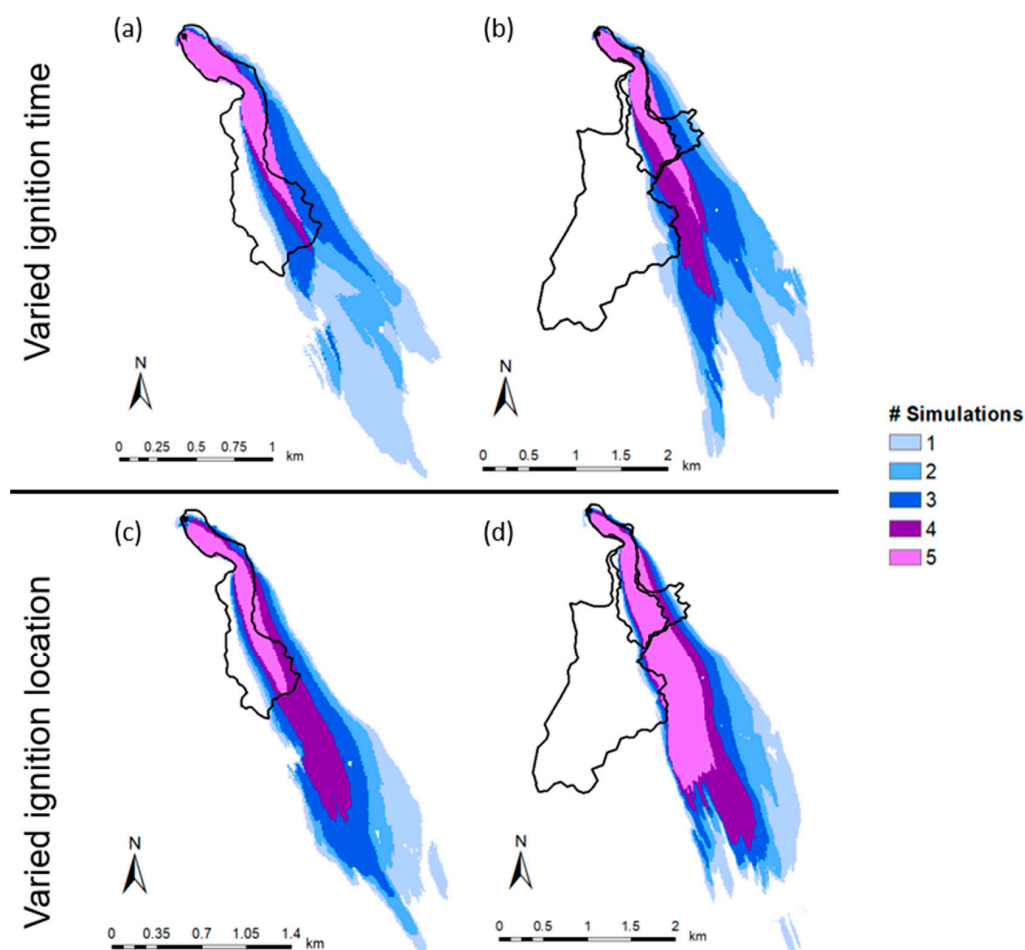 Varied ignition time
(a)
(b)
N
0 0.25 0.5 0.75 1
km
N
0 0.5 1 1.5 2
km
# Simulations
1
2
3
4
5
Varied ignition location
(c)
(d)
N
0 0.35 0.7 1.05 1.4
km
N
0 0.5 1 1.5 2
km